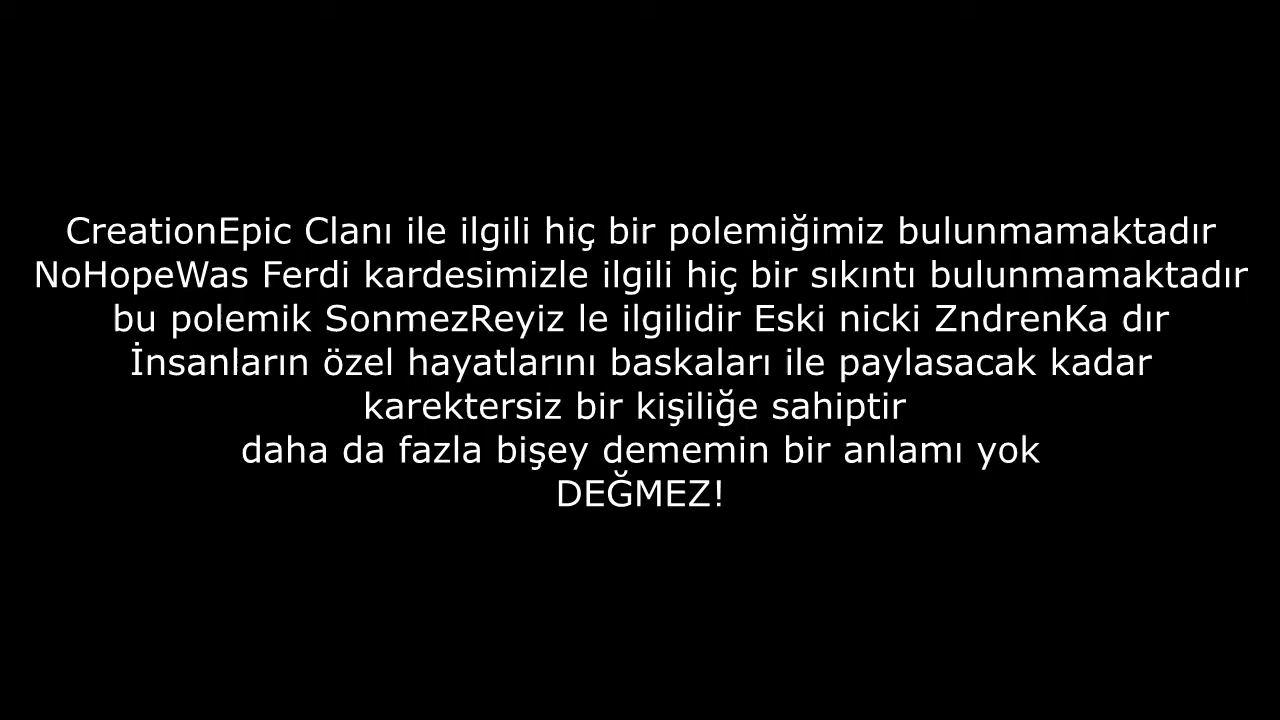 CreationEpic Clanı ile ilgili hiç bir polemiğimiz bulunmamaktadır
NoHopeWas Ferdi kardesimizle ilgili hiç bir sıkıntı bulunmamaktadır
bu polemik SonmezReyiz le ilgilidir Eski nicki ZndrenKa dır
İnsanların özel hayatlarını baskaları ile paylasacak kadar
karektersiz bir kişiliğe sahiptir
daha da fazla bişey dememin bir anlamı yok
DEĞMEZ!